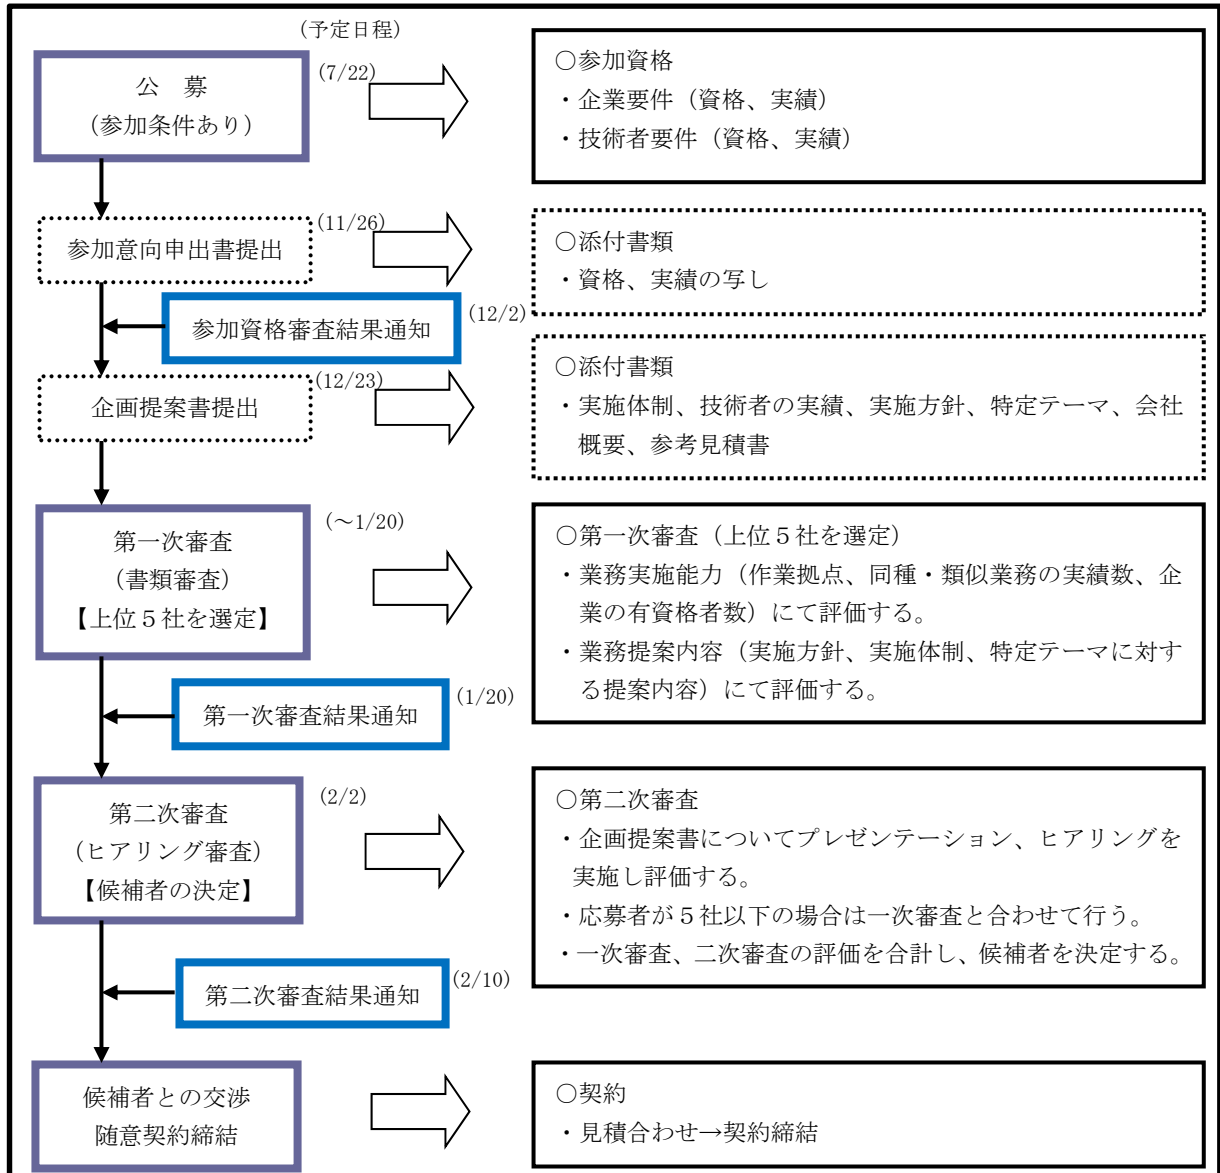 (予定日程)
公　募
(参加条件あり)
(7/22)
○参加資格
・企業要件（資格、実績）
・技術者要件（資格、実績）
参加意向申出書提出
(11/26)
○添付書類
・資格、実績の写し
参加資格審査結果通知
(12/2)
企画提案書提出
(12/23)
○添付書類
・実施体制、技術者の実績、実施方針、特定テーマ、会社
概要、参考見積書
第一次審査
(書類審査)
【上位５社を選定】
(～1/20)
○第一次審査（上位５社を選定）
・業務実施能力（作業拠点、同種・類似業務の実績数、企
業の有資格者数）にて評価する。
・業務提案内容（実施方針、実施体制、特定テーマに対す
る提案内容）にて評価する。
第一次審査結果通知
(1/20)
第二次審査
(ヒアリング審査)
【候補者の決定】
(2/2)
○第二次審査
・企画提案書についてプレゼンテーション、ヒアリングを
実施し評価する。
・応募者が５社以下の場合は一次審査と合わせて行う。
・一次審査、二次審査の評価を合計し、候補者を決定する。
第二次審査結果通知
(2/10)
候補者との交渉
随意契約締結
○契約
・見積合わせ→契約締結